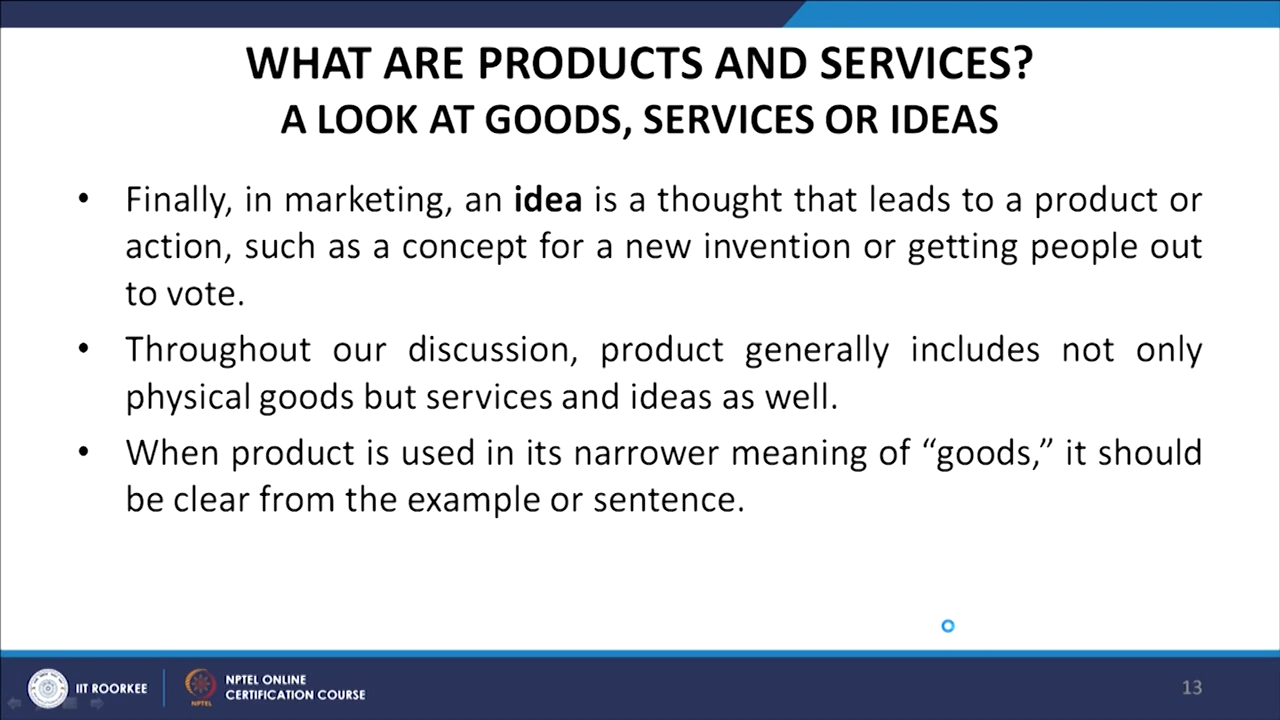 WHAT ARE PRODUCTS AND SERVICES?
A LOOK AT GOODS, SERVICES OR IDEAS
• Finally, in marketing, an idea is a thought that leads to a product or
action, such as a concept for a new invention or getting people out
to vote.
• Throughout our discussion, product generally includes not only
physical goods but services and ideas as well.
• When product is used in its narrower meaning of “goods,” it should
be clear from the example or sentence.
IIT ROORKEE
NPTEL
NPTEL ONLINE
CERTIFICATION COURSE
13